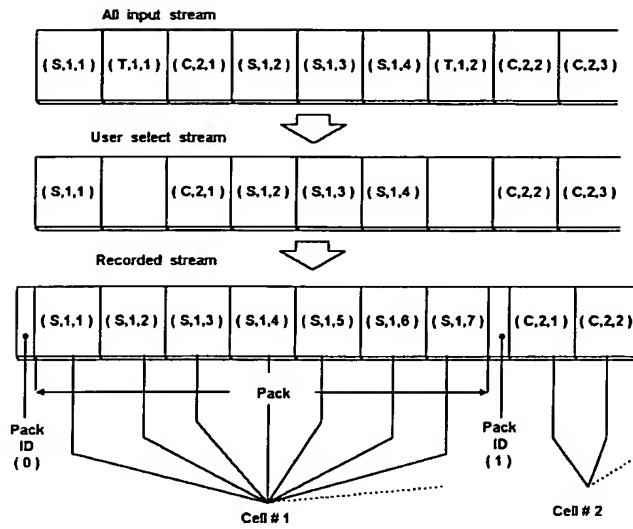 All input stream
( S,1,1 ) ( T,1,1 ) ( C,2,1 ) ( S,1,2 ) ( S,1,3 ) ( S,1,4 ) ( T,1,2 ) ( C,2,2 ) ( C,2,3 )
User select stream
( S,1,1 ) ( C,2,1 ) ( S,1,2 ) ( S,1,3 ) ( S,1,4 ) ( C,2,2 ) ( C,2,3 )
Recorded stream
( S,1,1 ) ( S,1,2 ) ( S,1,3 ) ( S,1,4 ) ( S,1,5 ) ( S,1,6 ) ( S,1,7 ) ( C,2,1 ) ( C,2,2 )
Pack
Pack
ID
( 0 )
Pack
ID
( 1 )
Cell # 1
Cell # 2